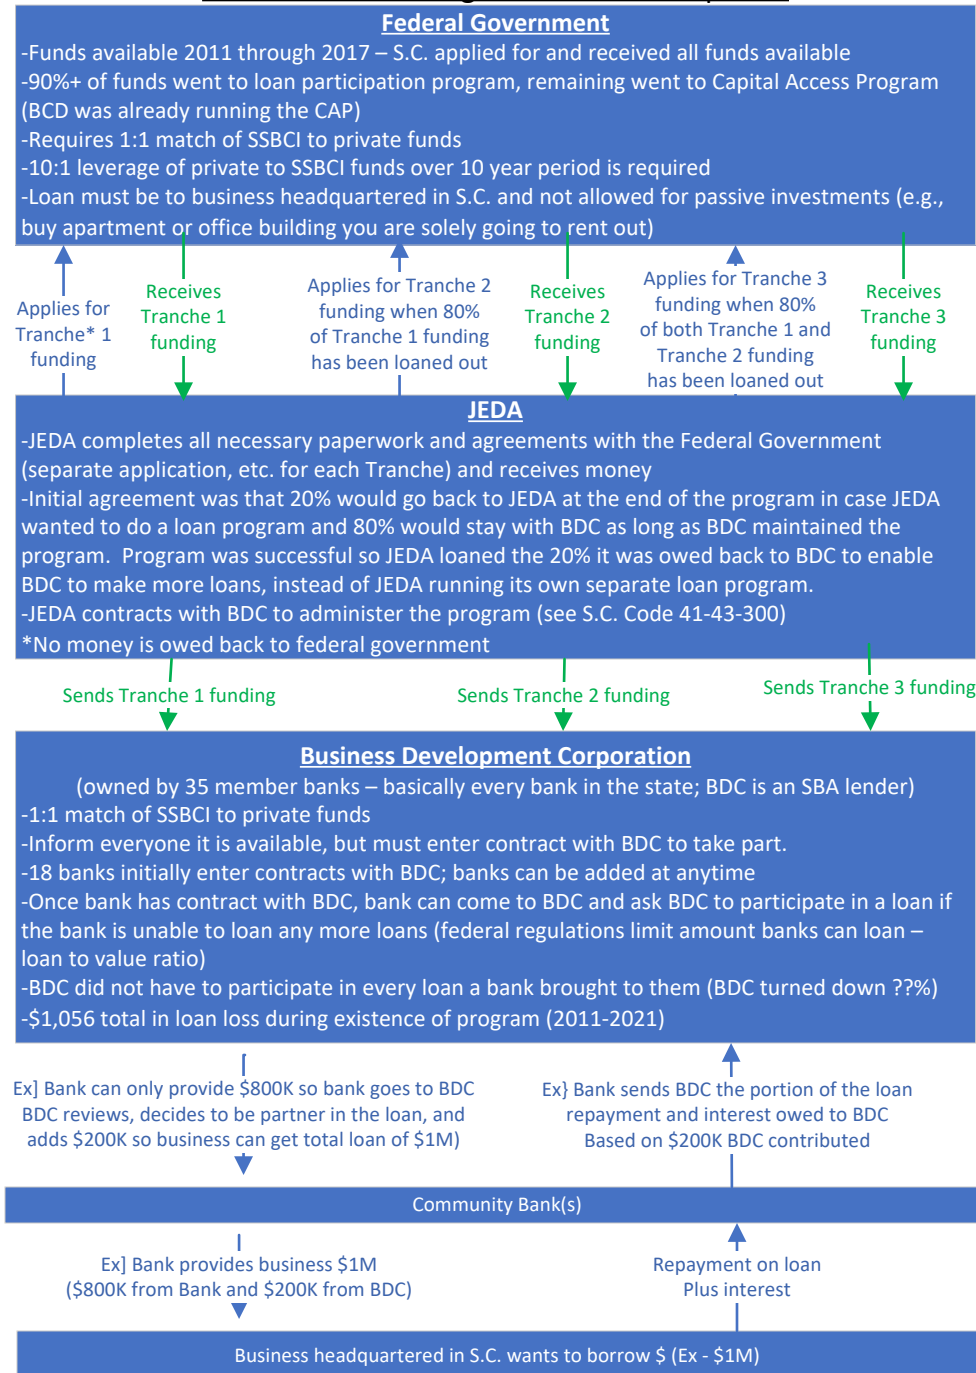 Federal Government
-Funds available 2011 through 2017 – S.C. applied for and received all funds available
-90%+ of funds went to loan participation program, remaining went to Capital Access Program
(BCD was already running the CAP)
-Requires 1:1 match of SSBCI to private funds
-10:1 leverage of private to SSBCI funds over 10 year period is required
-Loan must be to business headquartered in S.C. and not allowed for passive investments (e.g.,
buy apartment or office building you are solely going to rent out)
Applies for
Tranche* 1
funding
Receives
Tranche 1
funding
Applies for Tranche 2
funding when 80%
of Tranche 1 funding
has been loaned out
Receives
Tranche 2
funding
Applies for Tranche 3
funding when 80%
of both Tranche 1 and
Tranche 2 funding
has been loaned out
Receives
Tranche 3
funding
JEDA
-JEDA completes all necessary paperwork and agreements with the Federal Government
(separate application, etc. for each Tranche) and receives money
-Initial agreement was that 20% would go back to JEDA at the end of the program in case JEDA
wanted to do a loan program and 80% would stay with BDC as long as BDC maintained the
program.  Program was successful so JEDA loaned the 20% it was owed back to BDC to enable
BDC to make more loans, instead of JEDA running its own separate loan program.
-JEDA contracts with BDC to administer the program (see S.C. Code 41-43-300)
*No money is owed back to federal government
Sends Tranche 1 funding
Sends Tranche 2 funding
Sends Tranche 3 funding
Business Development Corporation
(owned by 35 member banks – basically every bank in the state; BDC is an SBA lender)
-1:1 match of SSBCI to private funds
-Inform everyone it is available, but must enter contract with BDC to take part.
-18 banks initially enter contracts with BDC; banks can be added at anytime
-Once bank has contract with BDC, bank can come to BDC and ask BDC to participate in a loan if
the bank is unable to loan any more loans (federal regulations limit amount banks can loan –
loan to value ratio)
-BDC did not have to participate in every loan a bank brought to them (BDC turned down ??%)
-$1,056 total in loan loss during existence of program (2011-2021)
Ex] Bank can only provide $800K so bank goes to BDC
BDC reviews, decides to be partner in the loan, and
adds $200K so business can get total loan of $1M)
Ex} Bank sends BDC the portion of the loan
repayment and interest owed to BDC
Based on $200K BDC contributed
Community Bank(s)
Ex] Bank provides business $1M
($800K from Bank and $200K from BDC)
Repayment on loan
Plus interest
Business headquartered in S.C. wants to borrow $ (Ex - $1M)